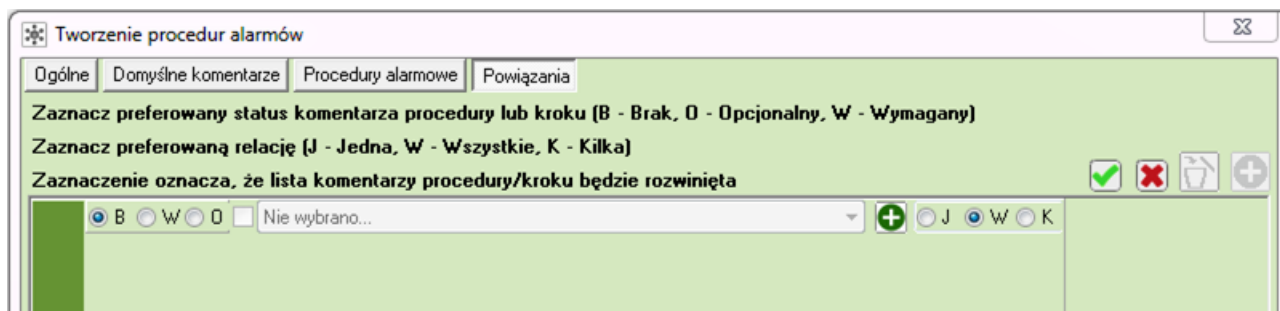 Tworzenie procedur alarmów
Ogólne Domyślne komentarze Procedury alarmowe Powiązania
Zaznacz preferowany status komentarza procedury lub kroku (B - Brak, O - Opcjonalny, W - Wymagany)
Zaznacz preferowaną relację (J - Jedna, W - Wszystkie, K - Kilka)
Zaznaczenie oznacza, że lista komentarzy procedury/kroku będzie rozwinięta
B W O Nie wybrano... J W K